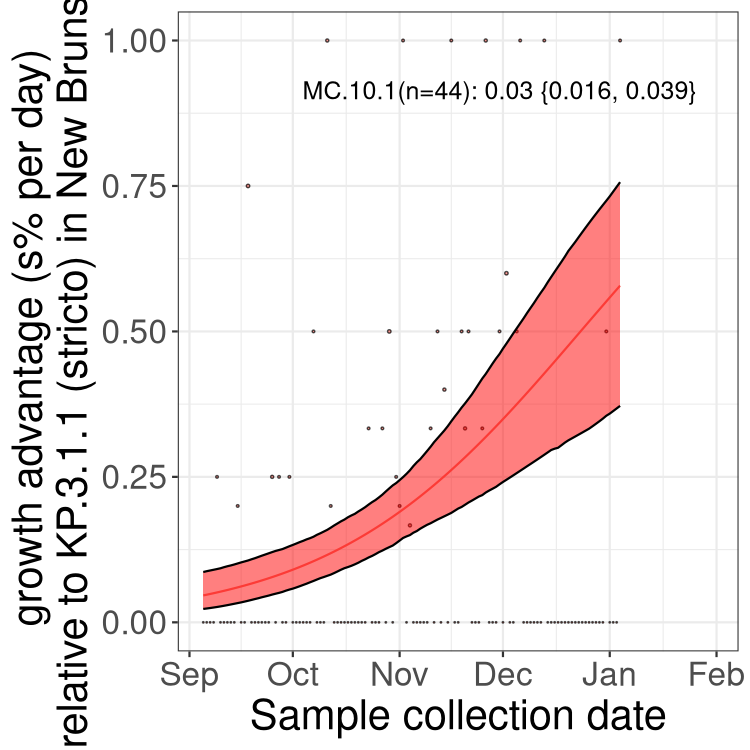 growth advantage (s% per day)
relative to KP.3.1.1 (stricto) in New Bruns
1.00
0.75
0.50
0.25
0.00
MC.10.1(n=44): 0.03 {0.016, 0.039}
Sep Oct Nov Dec Jan Feb
Sample collection date